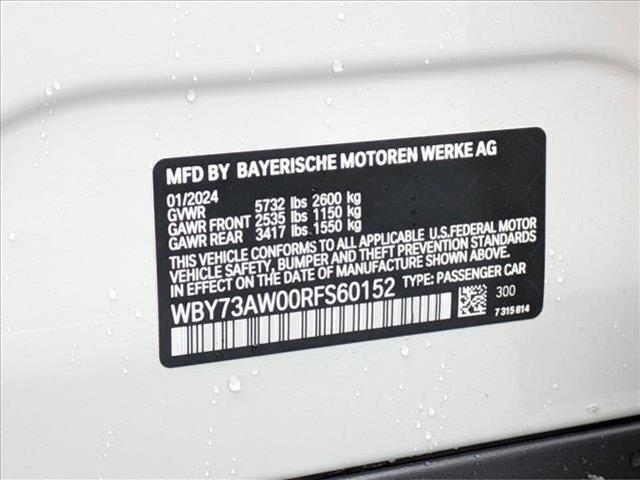 MFD BY BAYERISCHE MOTOREN WERKE AG
01/2024
GVWR 5732 lbs 2600 kg
GAWR FRONT 2535 lbs 1150 kg
GAWR REAR 3417 lbs 1550 kg
THIS VEHICLE CONFORMS TO ALL APPLICABLE U.S.FEDERAL MOTOR
VEHICLE SAFETY, BUMPER, AND THEFT PREVENTION STANDARDS
IN EFFECT ON THE DATE OF MANUFACTURE SHOWN ABOVE.
WBY73AW00RFS60152 TYPE: PASSENGER CAR
300
7 315 814